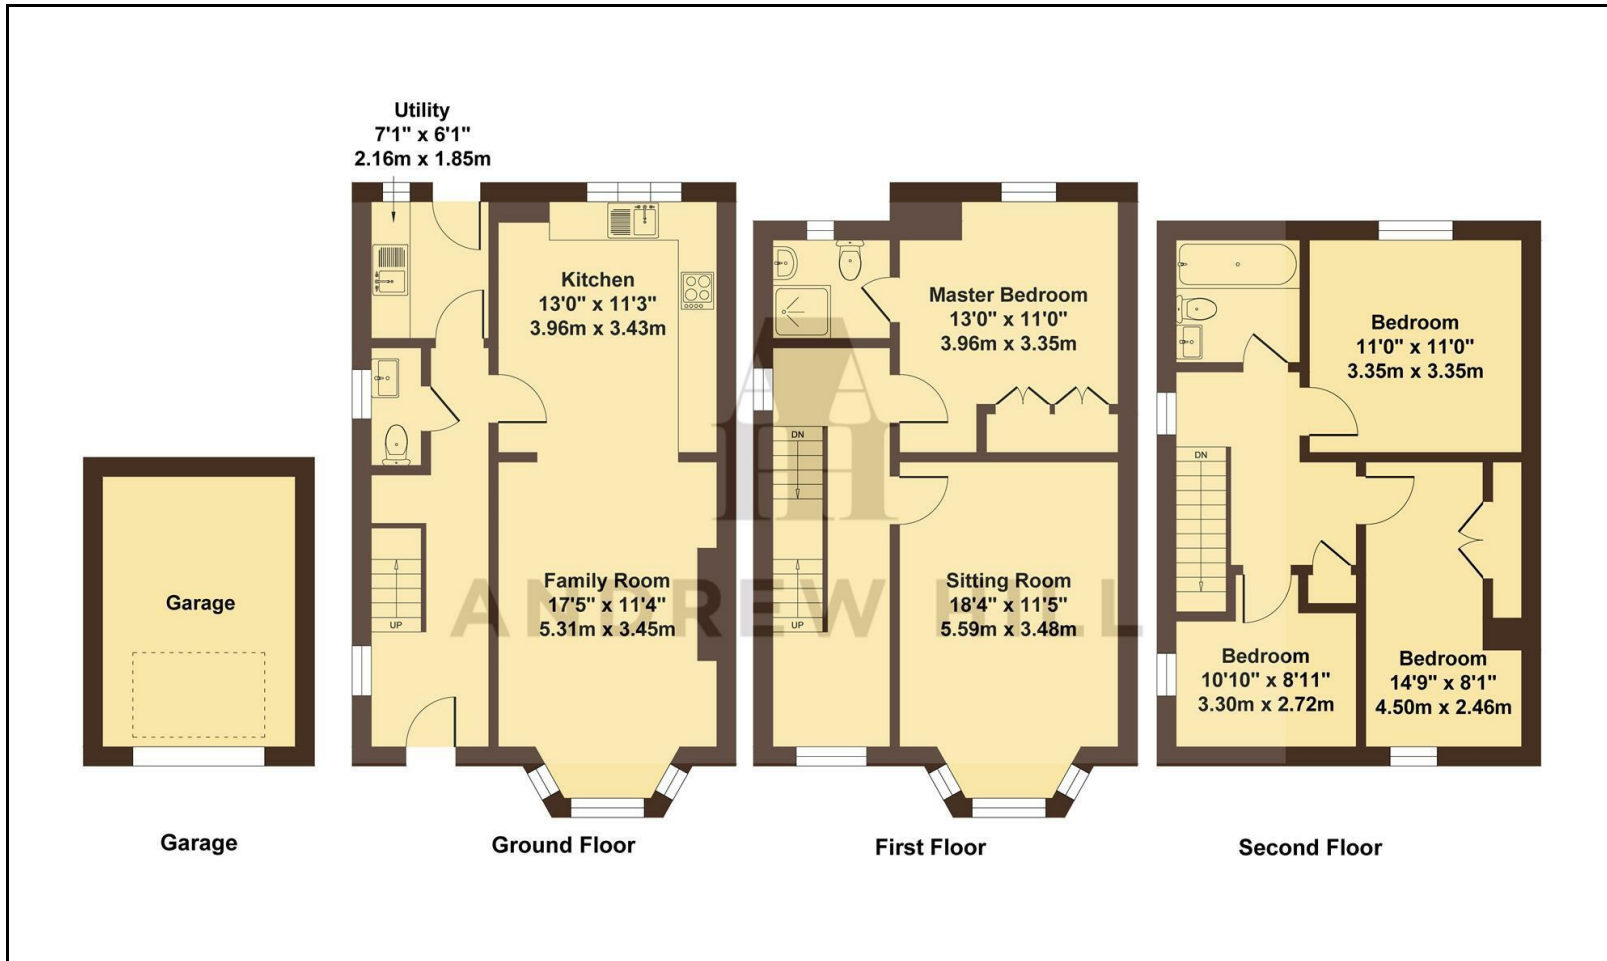 Utility
7'1" x 6'1"
2.16m x 1.85m
Kitchen
13'0" x 11'3"
3.96m x 3.43m
Family Room
17'5" x 11'4"
5.31m x 3.45m
UP
Garage
Garage
Ground Floor
Master Bedroom
13'0" x 11'0"
3.96m x 3.35m
DN
UP
Sitting Room
18'4" x 11'5"
5.59m x 3.48m
First Floor
Bedroom
11'0" x 11'0"
3.35m x 3.35m
DN
Bedroom
10'10" x 8'11"
3.30m x 2.72m
Bedroom
14'9" x 8'1"
4.50m x 2.46m
Second Floor
AAHH
ANDREW HILL